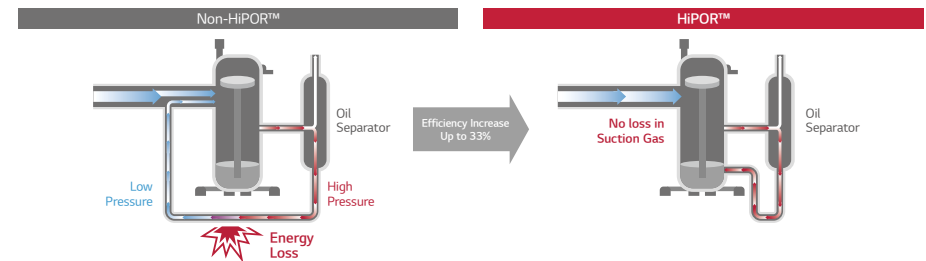 Non-HiPOR™
HiPOR™
Oil
Separator
Low
Pressure
High
Pressure
Energy
Loss
Efficiency Increase
Up to 33%
No loss in
Suction Gas
Oil
Separator